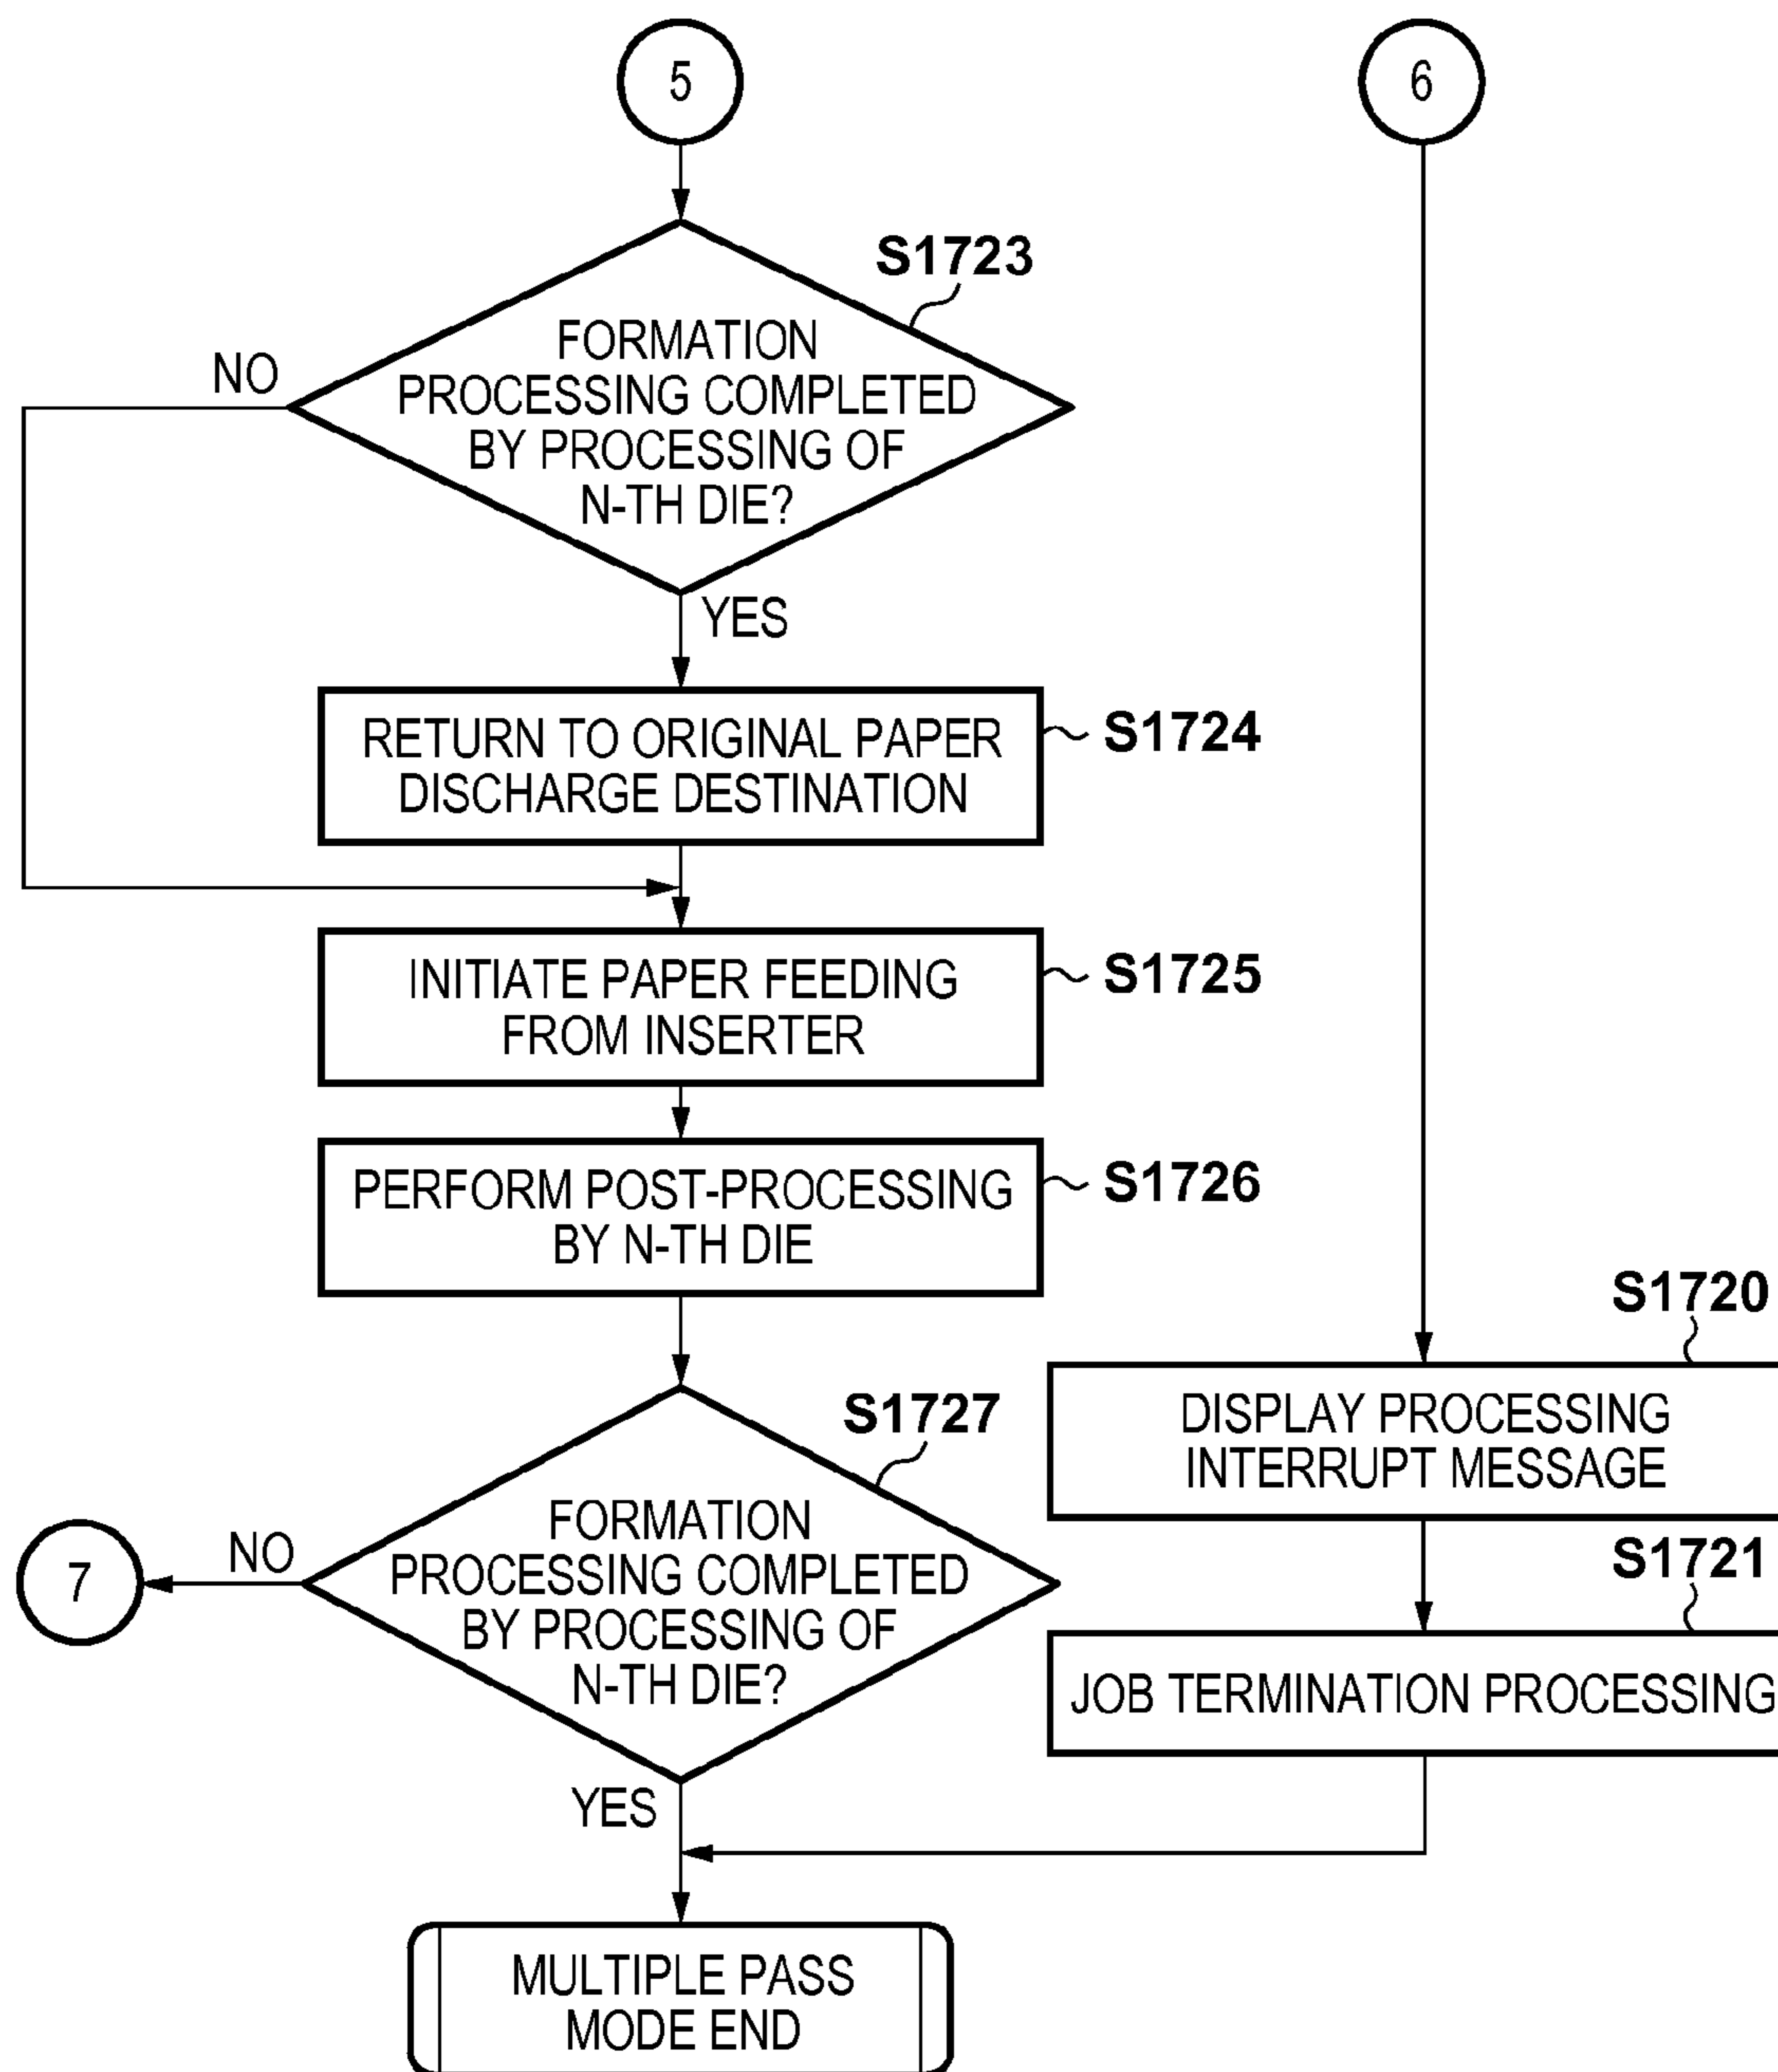 5
6
S1723
FORMATION
PROCESSING COMPLETED
BY PROCESSING OF
N-TH DIE?
NO
YES
RETURN TO ORIGINAL PAPER
DISCHARGE DESTINATION
S1724
INITIATE PAPER FEEDING
FROM INSERTER
S1725
PERFORM POST-PROCESSING
BY N-TH DIE
S1726
S1727
FORMATION
PROCESSING COMPLETED
BY PROCESSING OF
N-TH DIE?
NO
7
YES
S1720
DISPLAY PROCESSING
INTERRUPT MESSAGE
S1721
JOB TERMINATION PROCESSING
MULTIPLE PASS
MODE END